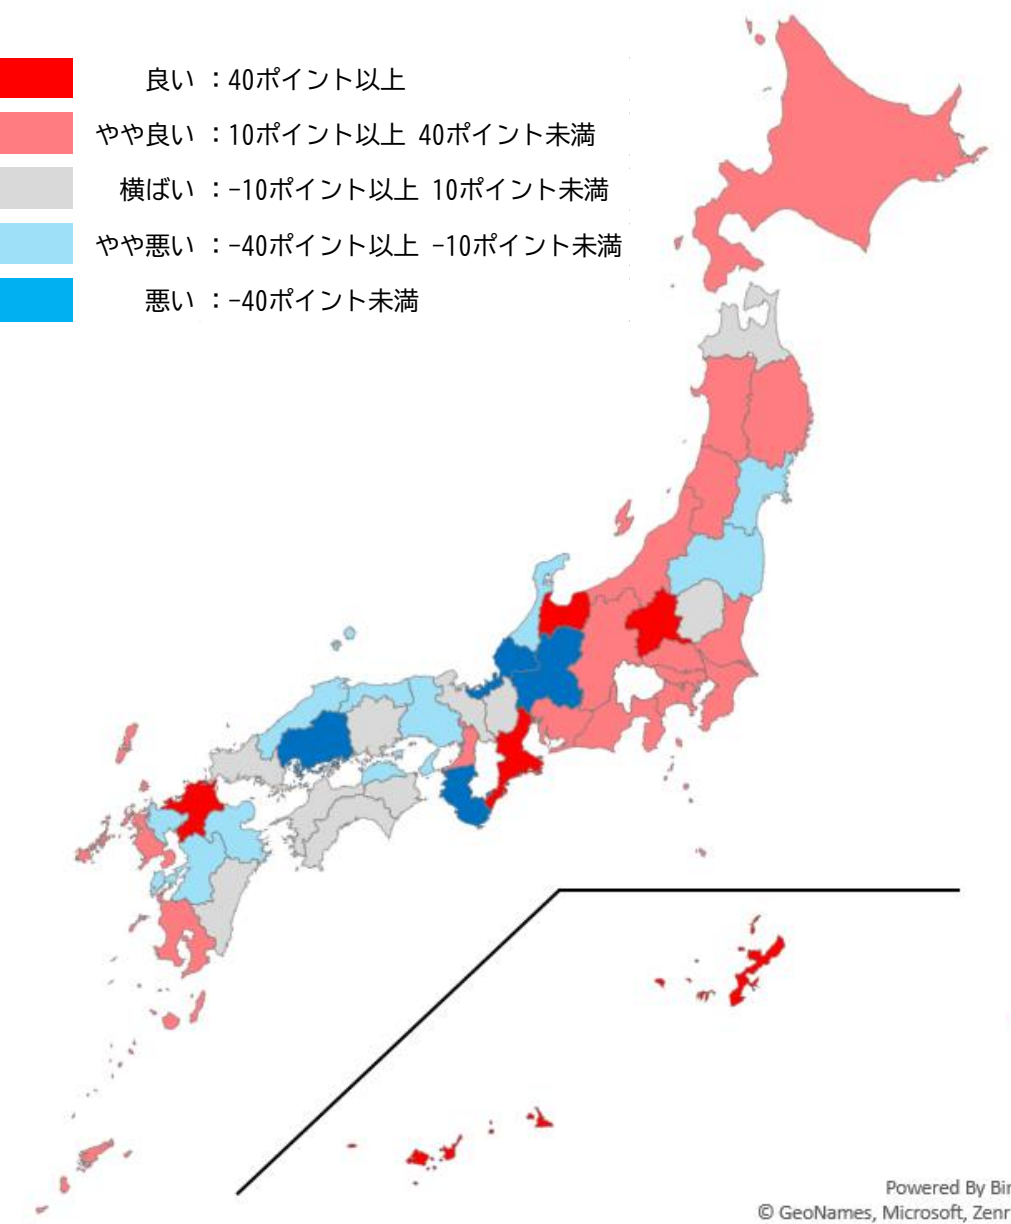 良い :40ポイント以上
やや良い :10ポイント以上 40ポイント未満
横ばい :-10ポイント以上 10ポイント未満
やや悪い :-40ポイント以上 -10ポイント未満
悪い :-40ポイント未満
Powered By Bin
© GeoNames, Microsoft, Zenr